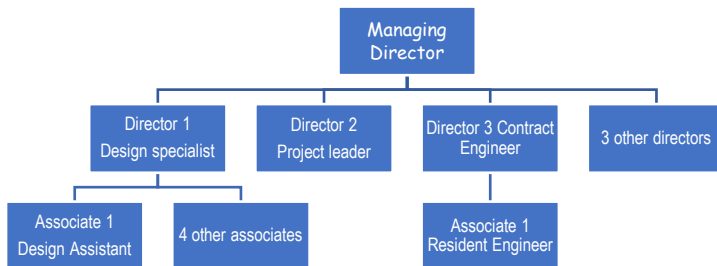 Managing
Director
Director 1
Design specialist
Director 2
Project leader
Director 3 Contract
Engineer
3 other directors
Associate 1
Design Assistant
4 other associates
Associate 1
Resident Engineer